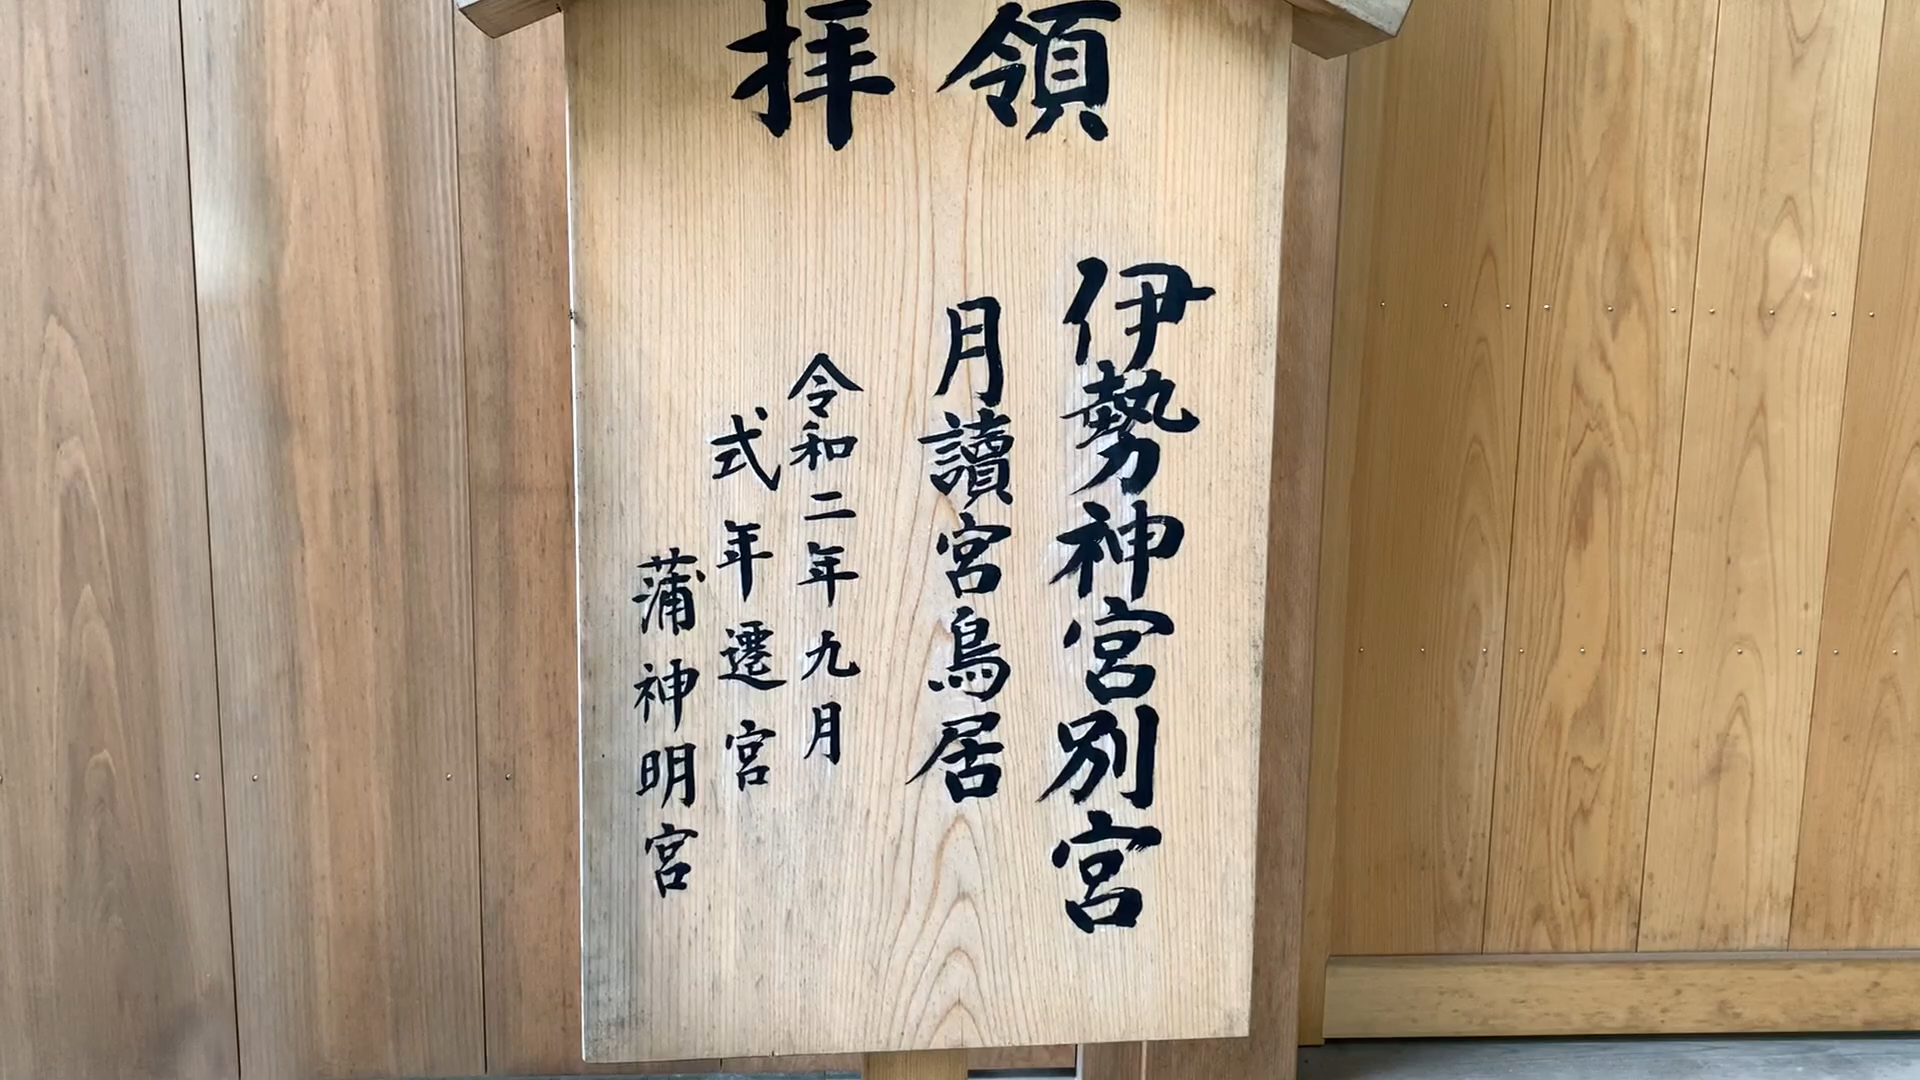 拝領
伊勢神宮別宮
月讀宮鳥居
令和二年九月
式年遷宮
蒲神明宮